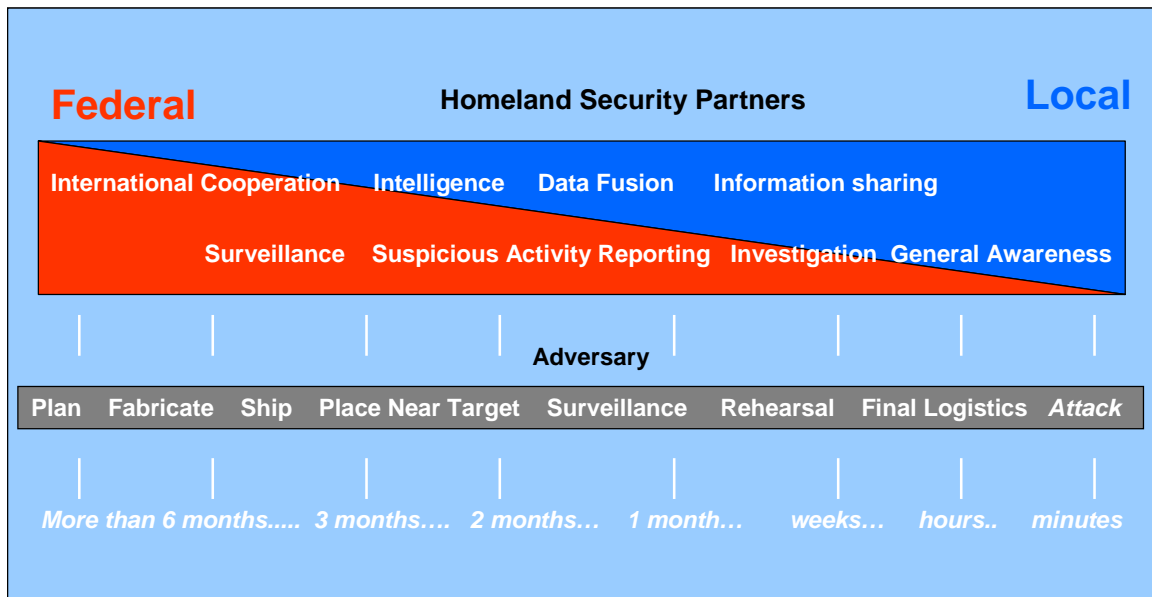 Federal Homeland Security Partners Local
International Cooperation Intelligence Data Fusion Information sharing
Surveillance Suspicious Activity Reporting Investigation General Awareness
Adversary
Plan Fabricate Ship Place Near Target Surveillance Rehearsal Final Logistics Attack
More than 6 months..... 3 months…. 2 months… 1 month… weeks… hours.. minutes